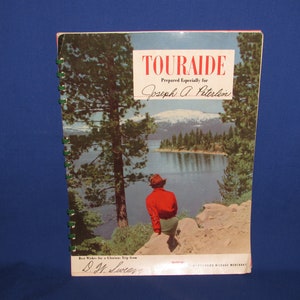 TOURAIDE
Prepared Especially for
Joseph A. Peterson
Best Wishes for a Glorious Trip from
D. W.